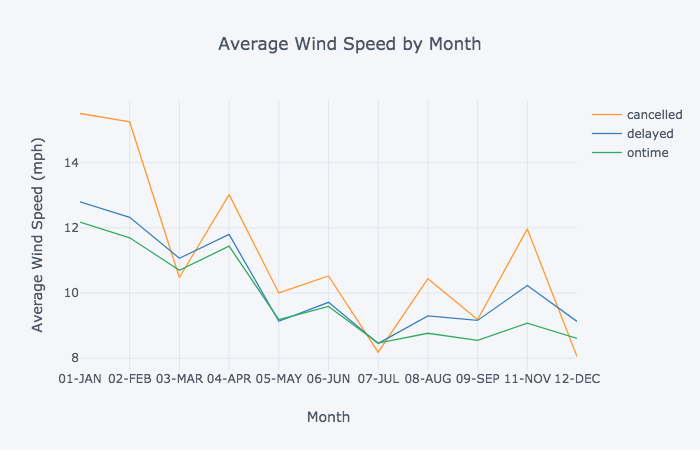 Average Wind Speed by Month
cancelled
delayed
ontime
Average Wind Speed (mph)
14
12
10
8
01-JAN 02-FEB 03-MAR 04-APR 05-MAY 06-JUN 07-JUL 08-AUG 09-SEP 11-NOV 12-DEC
Month